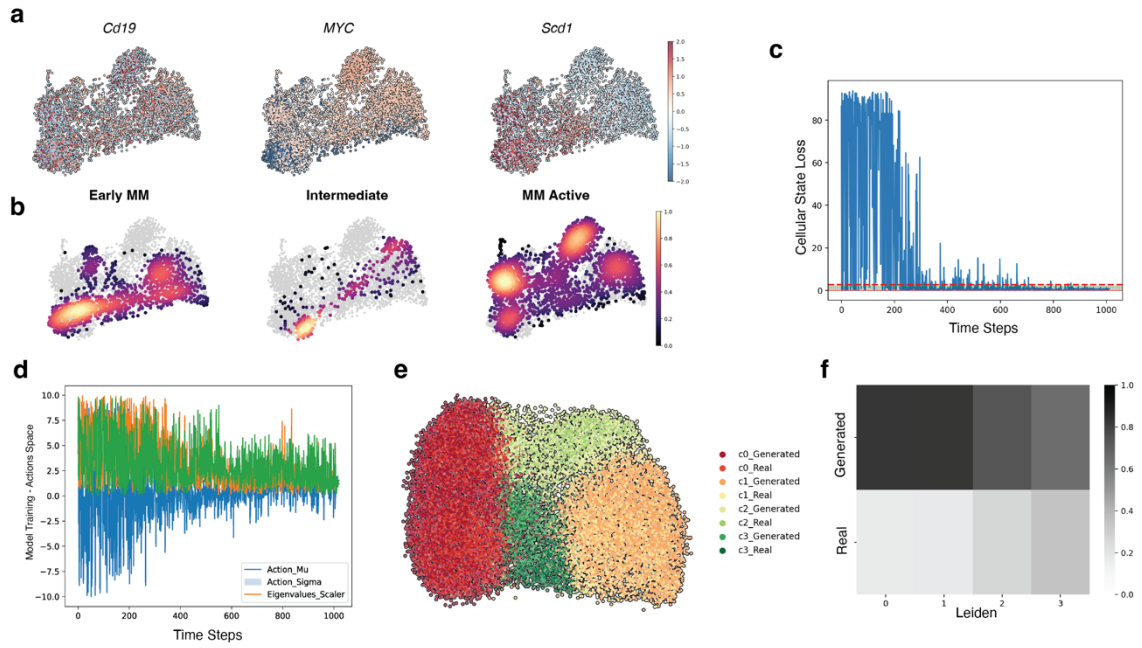 a
Cd19
MYC
Scd1
2.0
1.5
1.0
0.5
0.0
−0.5
−1.0
−1.5
−2.0
b
Early MM
Intermediate
MM Active
1.0
0.8
0.6
0.4
0.2
0.0
c
Cellular State Loss
80
60
40
20
0
0 200 400 600 800 1000
Time Steps
d
Model Training - Actions Space
10.0
7.5
5.0
2.5
0.0
−2.5
−5.0
−7.5
−10.0
0 200 400 600 800 1000
Time Steps
Action_Mu
Action_Sigma
Eigenvalues_Scaler
e
c0_Generated
c0_Real
c1_Generated
c1_Real
c2_Generated
c2_Real
c3_Generated
c3_Real
f
Generated
Real
0 1 2 3
Leiden
1.0
0.8
0.6
0.4
0.2
0.0